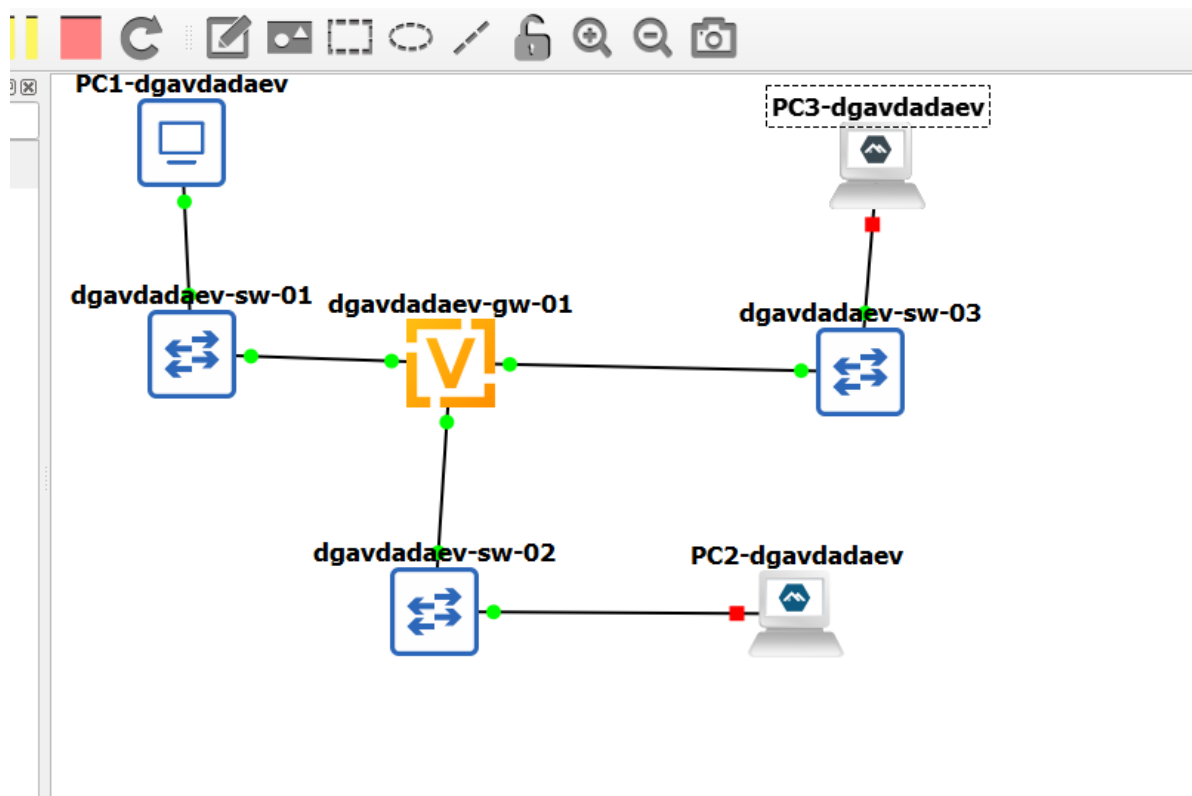 PC1-dgavdadaev
PC3-dgavdadaev
dgavdadaev-sw-01
dgavdadaev-gw-01
dgavdadaev-sw-03
V
dgavdadaev-sw-02
PC2-dgavdadaev